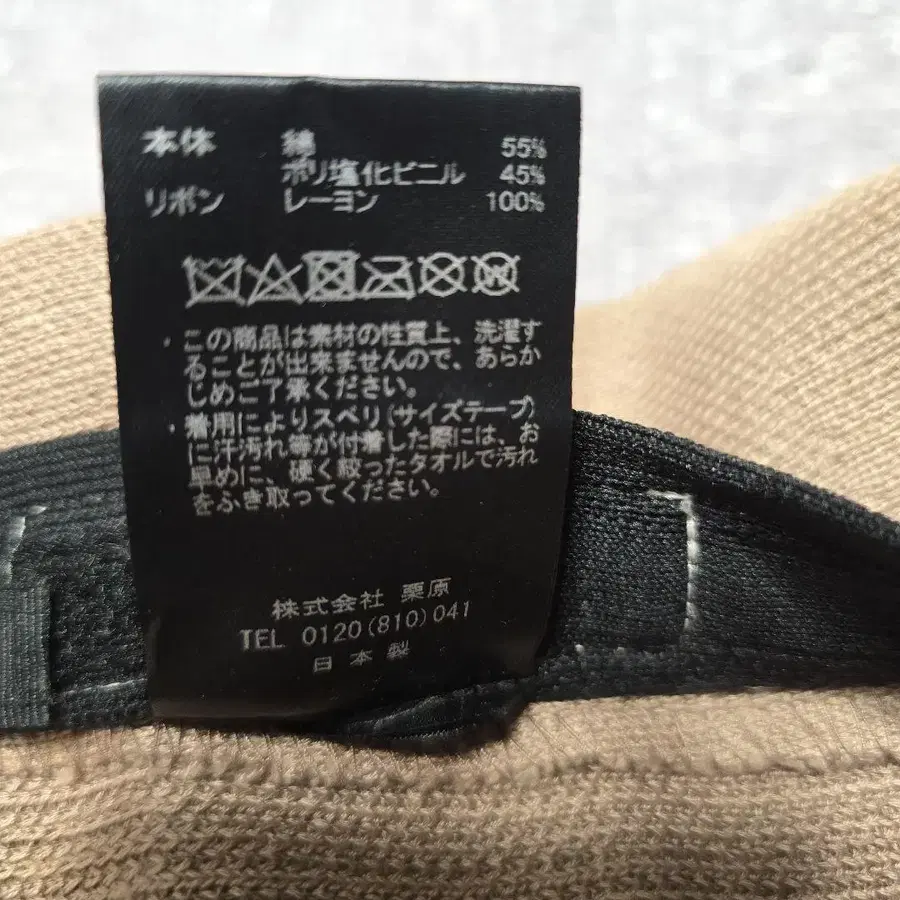 本体 綿 55%
ポリ塩化ビニル 45%
リボン レーヨン 100%
・この商品は素材の性質上、洗濯す
ることが出来ませんので、あらか
じめご了承ください。
・着用によりスベリ(サイズテープ)
に汗汚れ等が付着した際には、お
早めに、硬く絞ったタオルで汚れ
をふき取ってください。
株式会社 栗原
TEL 0120(810)041
日本製